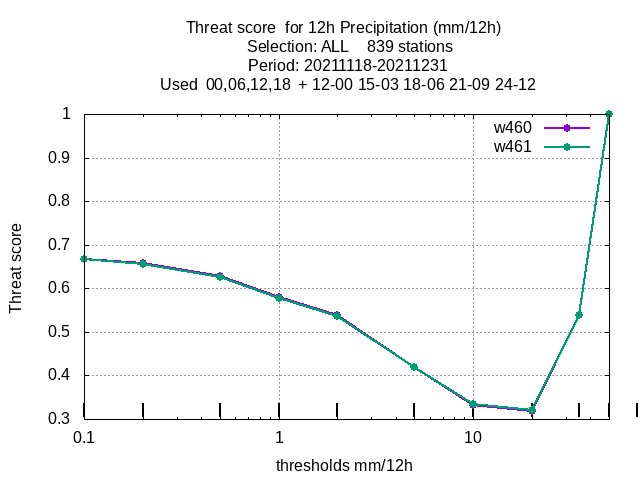 Threat score  for 12h Precipitation (mm/12h)
Selection: ALL    839 stations
Period: 20211118-20211231
Used  00,06,12,18  + 12-00 15-03 18-06 21-09 24-12
w460
w461
1
0.9
0.8
0.7
0.6
0.5
0.4
0.3
Threat score
0.1
1
10
thresholds mm/12h